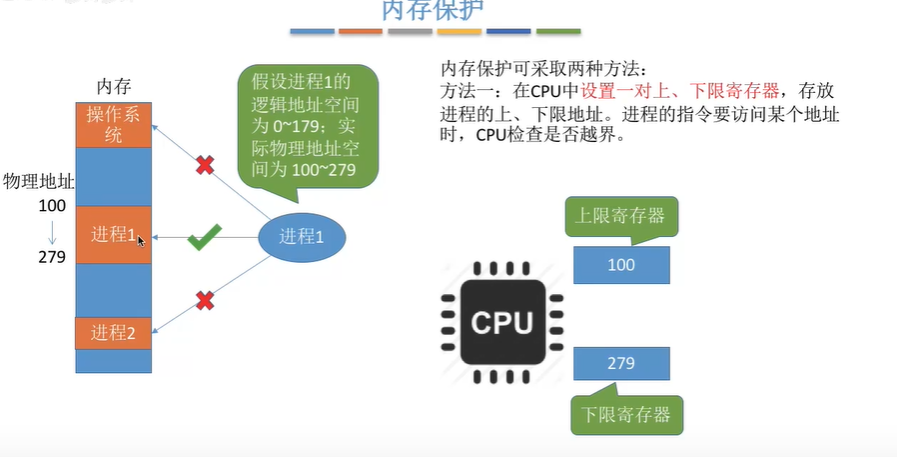 内存保护
内存
操作系
统
物理地址
100
279
进程1
进程2
假设进程1的
逻辑地址空间
为 0~179；实
际物理地址空
间为 100~279
进程1
内存保护可采取两种方法：
方法一：在CPU中设置一对上、下限寄存器，存放
进程的上、下限地址。进程的指令要访问某个地址
时，CPU检查是否越界。
上限寄存器
100
CPU
279
下限寄存器